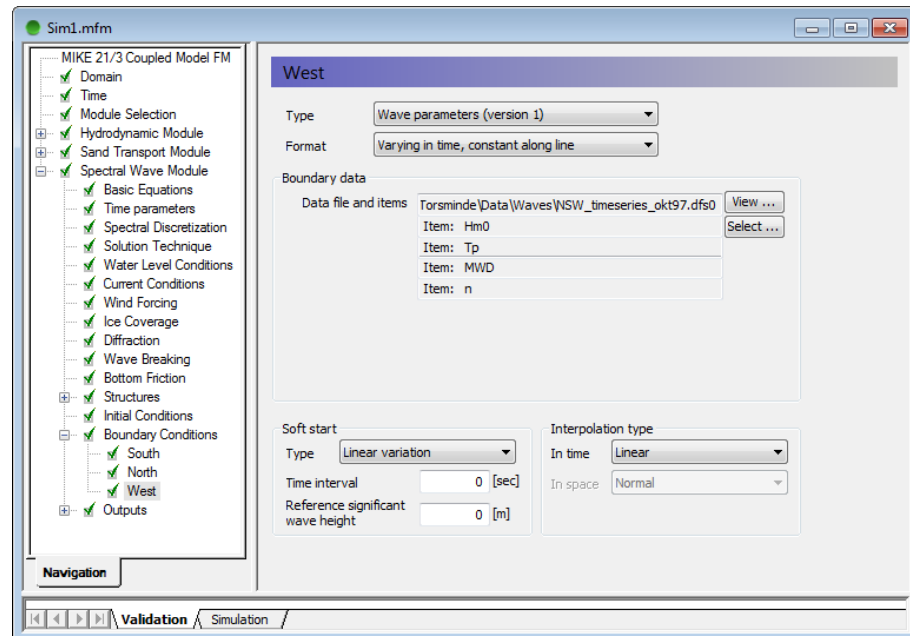 Sim1.mfm
MIKE 21/3 Coupled Model FM
Domain
Time
Module Selection
Hydrodynamic Module
Sand Transport Module
Spectral Wave Module
Basic Equations
Time parameters
Spectral Discretization
Solution Technique
Water Level Conditions
Current Conditions
Wind Forcing
Ice Coverage
Diffraction
Wave Breaking
Bottom Friction
Structures
Initial Conditions
Boundary Conditions
South
North
West
Outputs
Navigation
West
Type Wave parameters (version 1)
Format Varying in time, constant along line
Boundary data
Data file and items Torsminde\Data\Waves\NSW_timeseries_okt97.dfs0 View ...
Item: Hm0 Select ...
Item: Tp
Item: MWD
Item: n
Soft start
Type Linear variation
Time interval 0 [sec]
Reference significant
wave height 0 [m]
Interpolation type
In time Linear
In space Normal
Validation Simulation